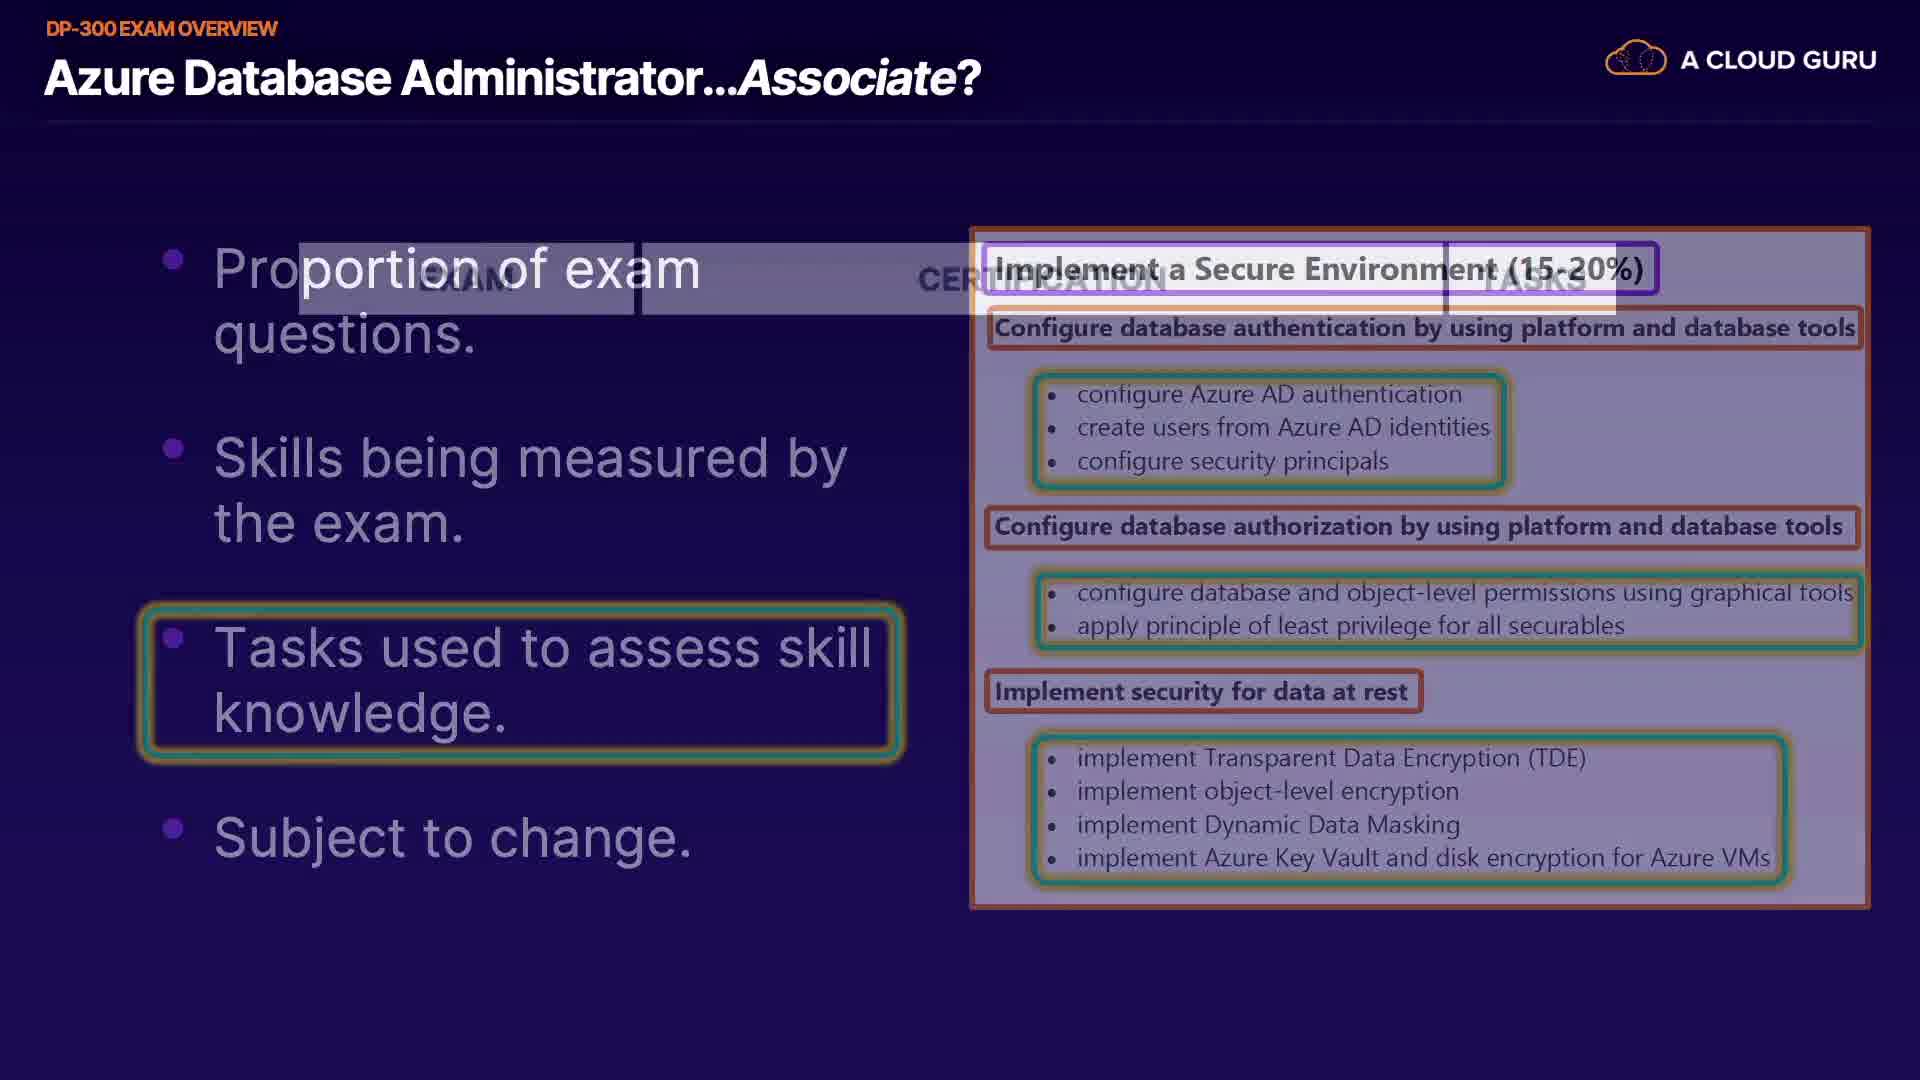 DP-300 EXAM OVERVIEW
Azure Database Administrator...Associate?
A CLOUD GURU
Proportion of exam
questions.
Skills being measured by
the exam.
Tasks used to assess skill
knowledge.
Subject to change.
EXAM
CERTIFICATION
TASKS
Implement a Secure Environment (15-20%)
Configure database authentication by using platform and database tools
configure Azure AD authentication
create users from Azure AD identities
configure security principals
Configure database authorization by using platform and database tools
configure database and object-level permissions using graphical tools
apply principle of least privilege for all securables
Implement security for data at rest
implement Transparent Data Encryption (TDE)
implement object-level encryption
implement Dynamic Data Masking
implement Azure Key Vault and disk encryption for Azure VMs